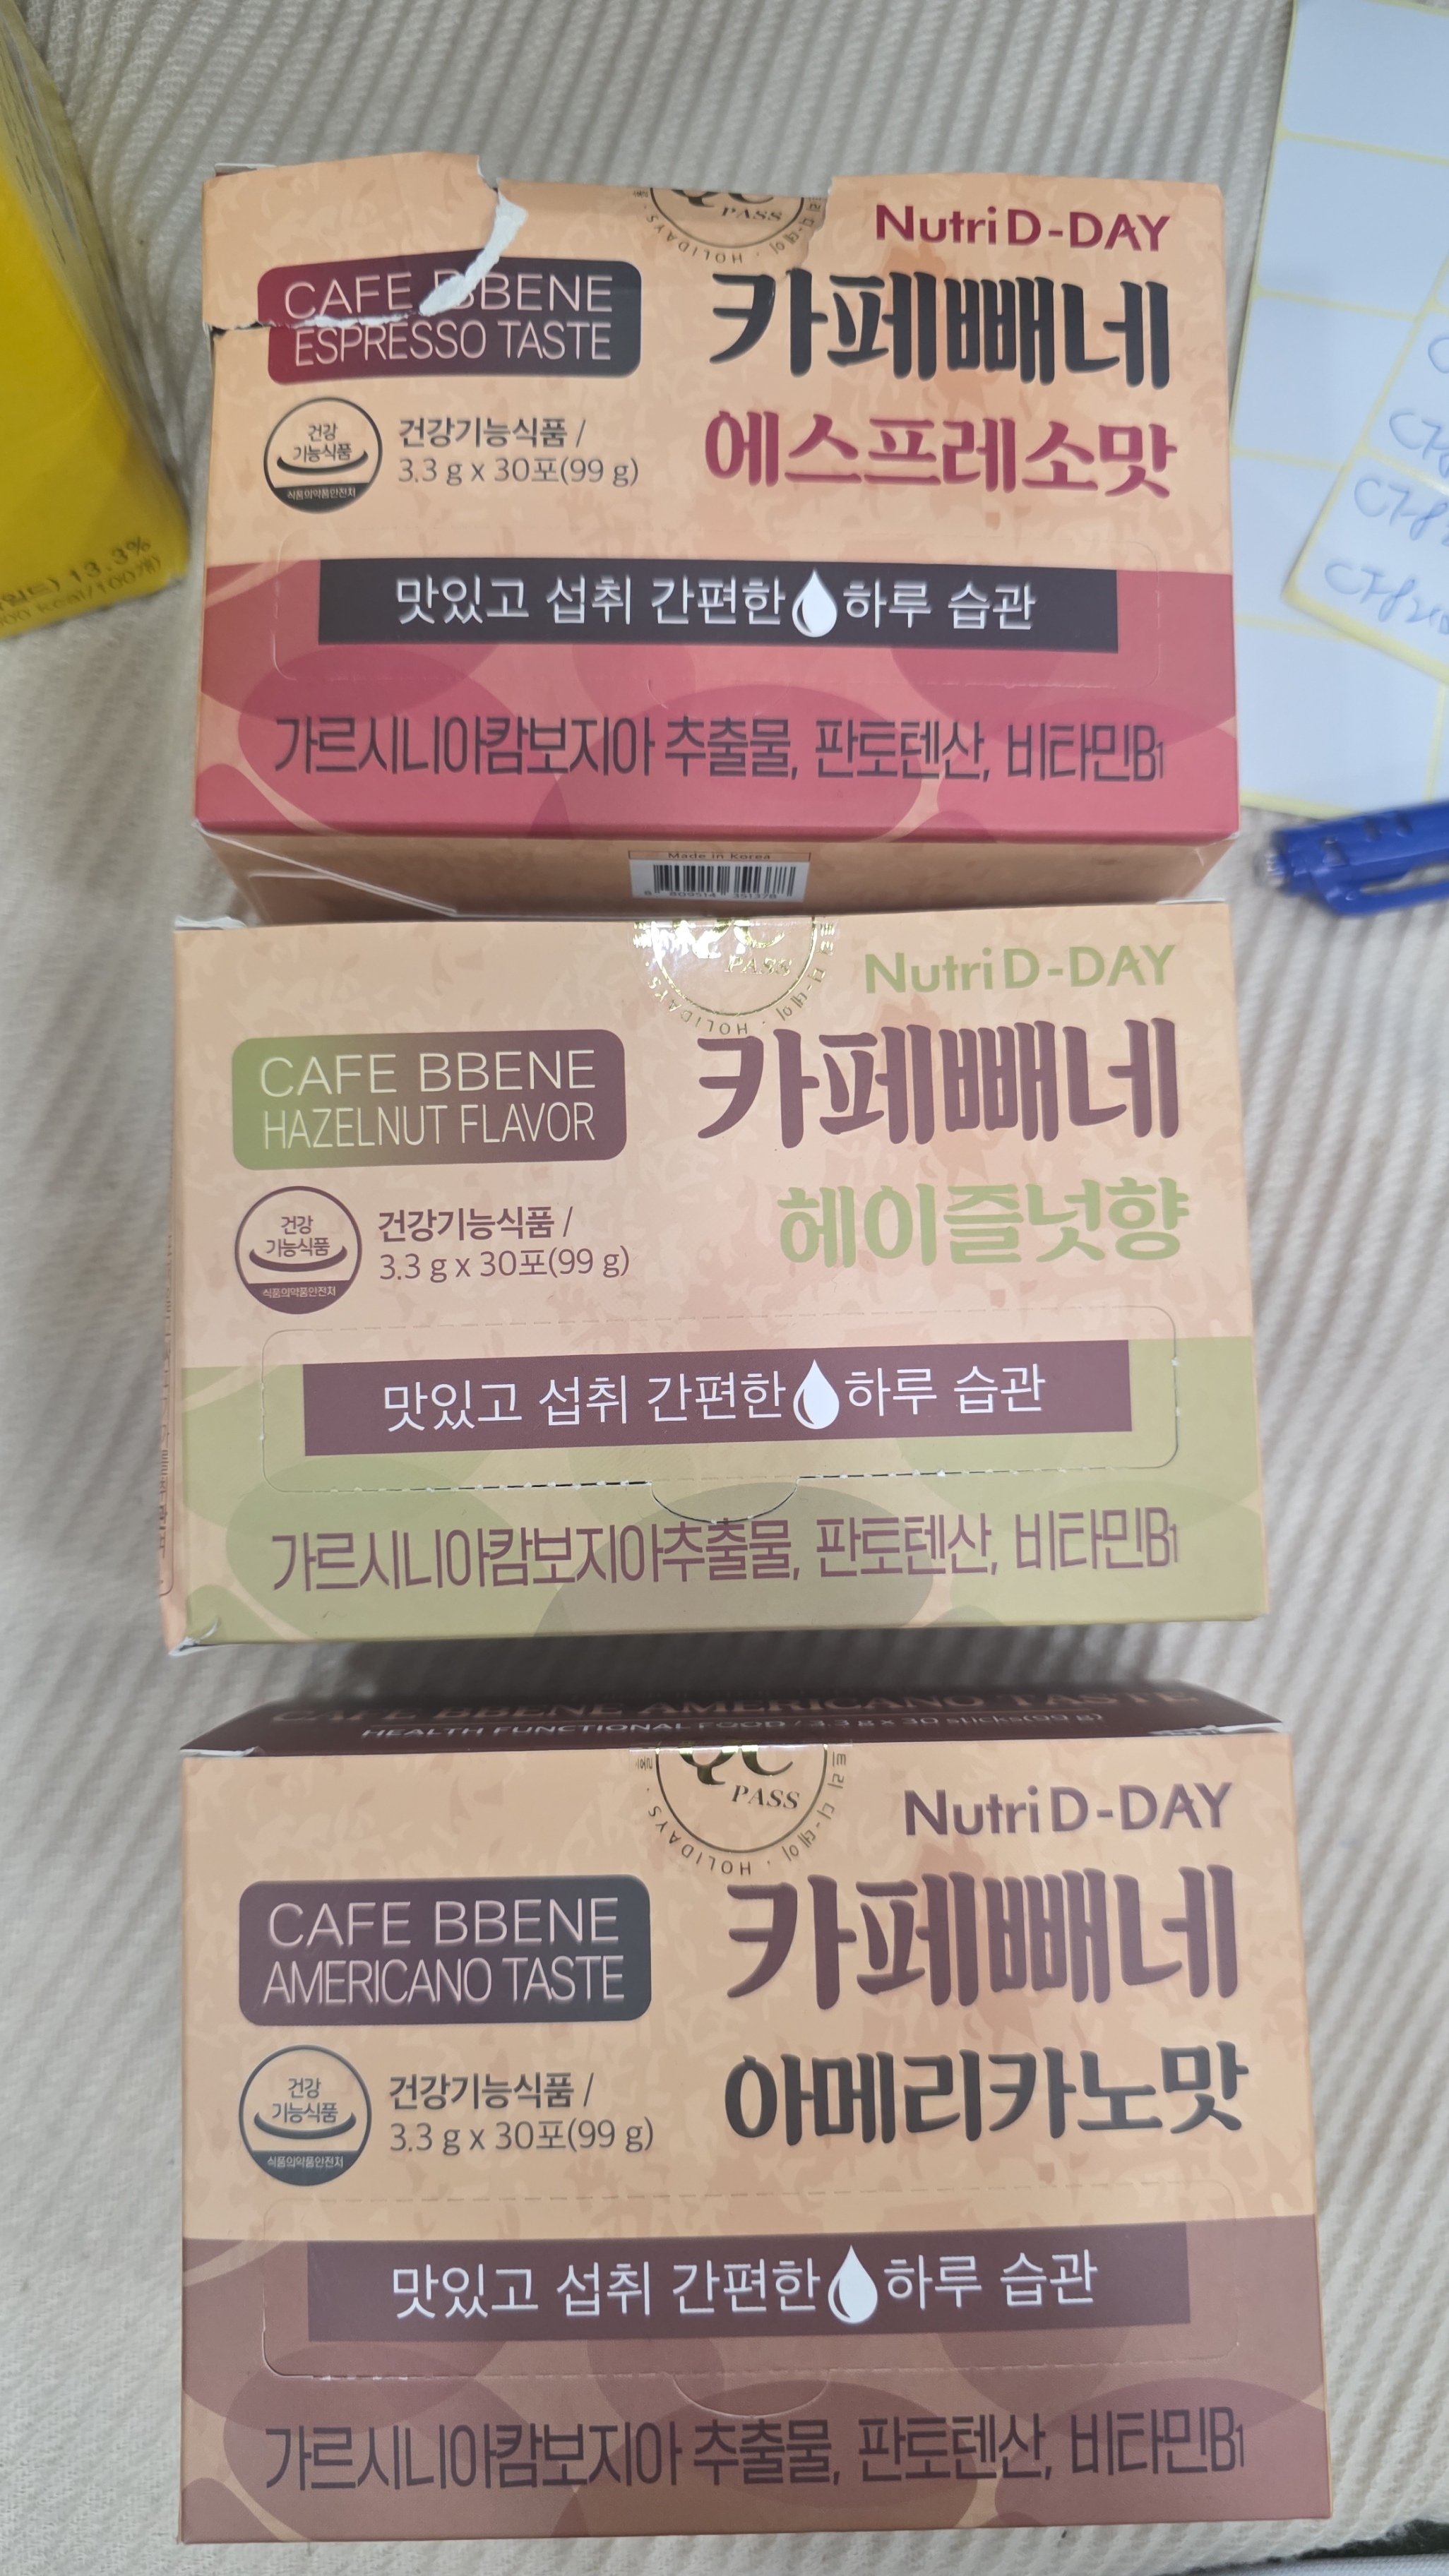 13.3%
PASS
HOLIDAYS
Nutri D-DAY
CAFE BBENE
ESPRESSO TASTE
카페빼네
에스프레소맛
건강
기능식품
식품의약품안전처
건강기능식품 /
3.3 g x 30포(99 g)
맛있고 섭취 간편한 하루 습관
가르시니아캄보지아 추출물, 판토텐산, 비타민B1
Made in Korea
PASS
HOLIDAYS
Nutri D-DAY
CAFE BBENE
HAZELNUT FLAVOR
카페빼네
헤이즐넛향
건강
기능식품
식품의약품안전처
건강기능식품 /
3.3 g x 30포(99 g)
맛있고 섭취 간편한 하루 습관
가르시니아캄보지아추출물, 판토텐산, 비타민B1
CAFE BBENE AMERICANO TASTE
HEALTH FUNCTIONAL FOOD / 3.3 g x 30 sticks(99 g)
QC
PASS
HOLIDAYS
Nutri D-DAY
CAFE BBENE
AMERICANO TASTE
카페빼네
아메리카노맛
건강
기능식품
식품의약품안전처
건강기능식품 /
3.3 g x 30포(99 g)
맛있고 섭취 간편한 하루 습관
가르시니아캄보지아 추출물, 판토텐산, 비타민B1